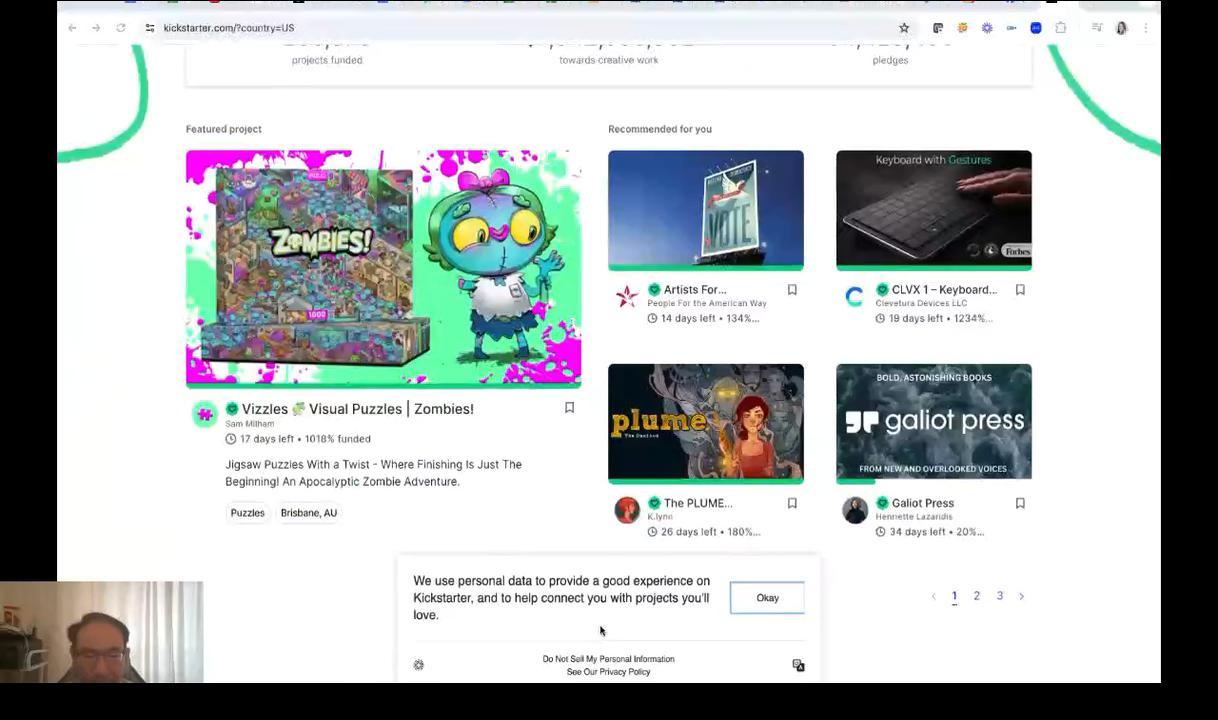 kickstarter.com/?country=US
projects funded
towards creative work
pledges
Featured project
Recommended for you
ZOMBIES!
1000
VOTE
Keyboard with Gestures
Forbes
Artists For...
People For the American Way
14 days left • 134%...
CLVX 1 – Keyboard...
Clevetura Devices LLC
19 days left • 1234%...
Vizzles 🧩 Visual Puzzles | Zombies!
Sam Milham
17 days left • 1018% funded
Jigsaw Puzzles With a Twist - Where Finishing Is Just The
Beginning! An Apocalyptic Zombie Adventure.
Puzzles
Brisbane, AU
plume
BOLD, ASTONISHING BOOKS
galiot press
FROM NEW AND OVERLOOKED VOICES
The PLUME...
K.lynn
26 days left • 180%...
Galiot Press
Henriette Lazaridis
34 days left • 20%...
We use personal data to provide a good experience on
Kickstarter, and to help connect you with projects you'll
love.
Okay
Do Not Sell My Personal Information
See Our Privacy Policy
1 2 3